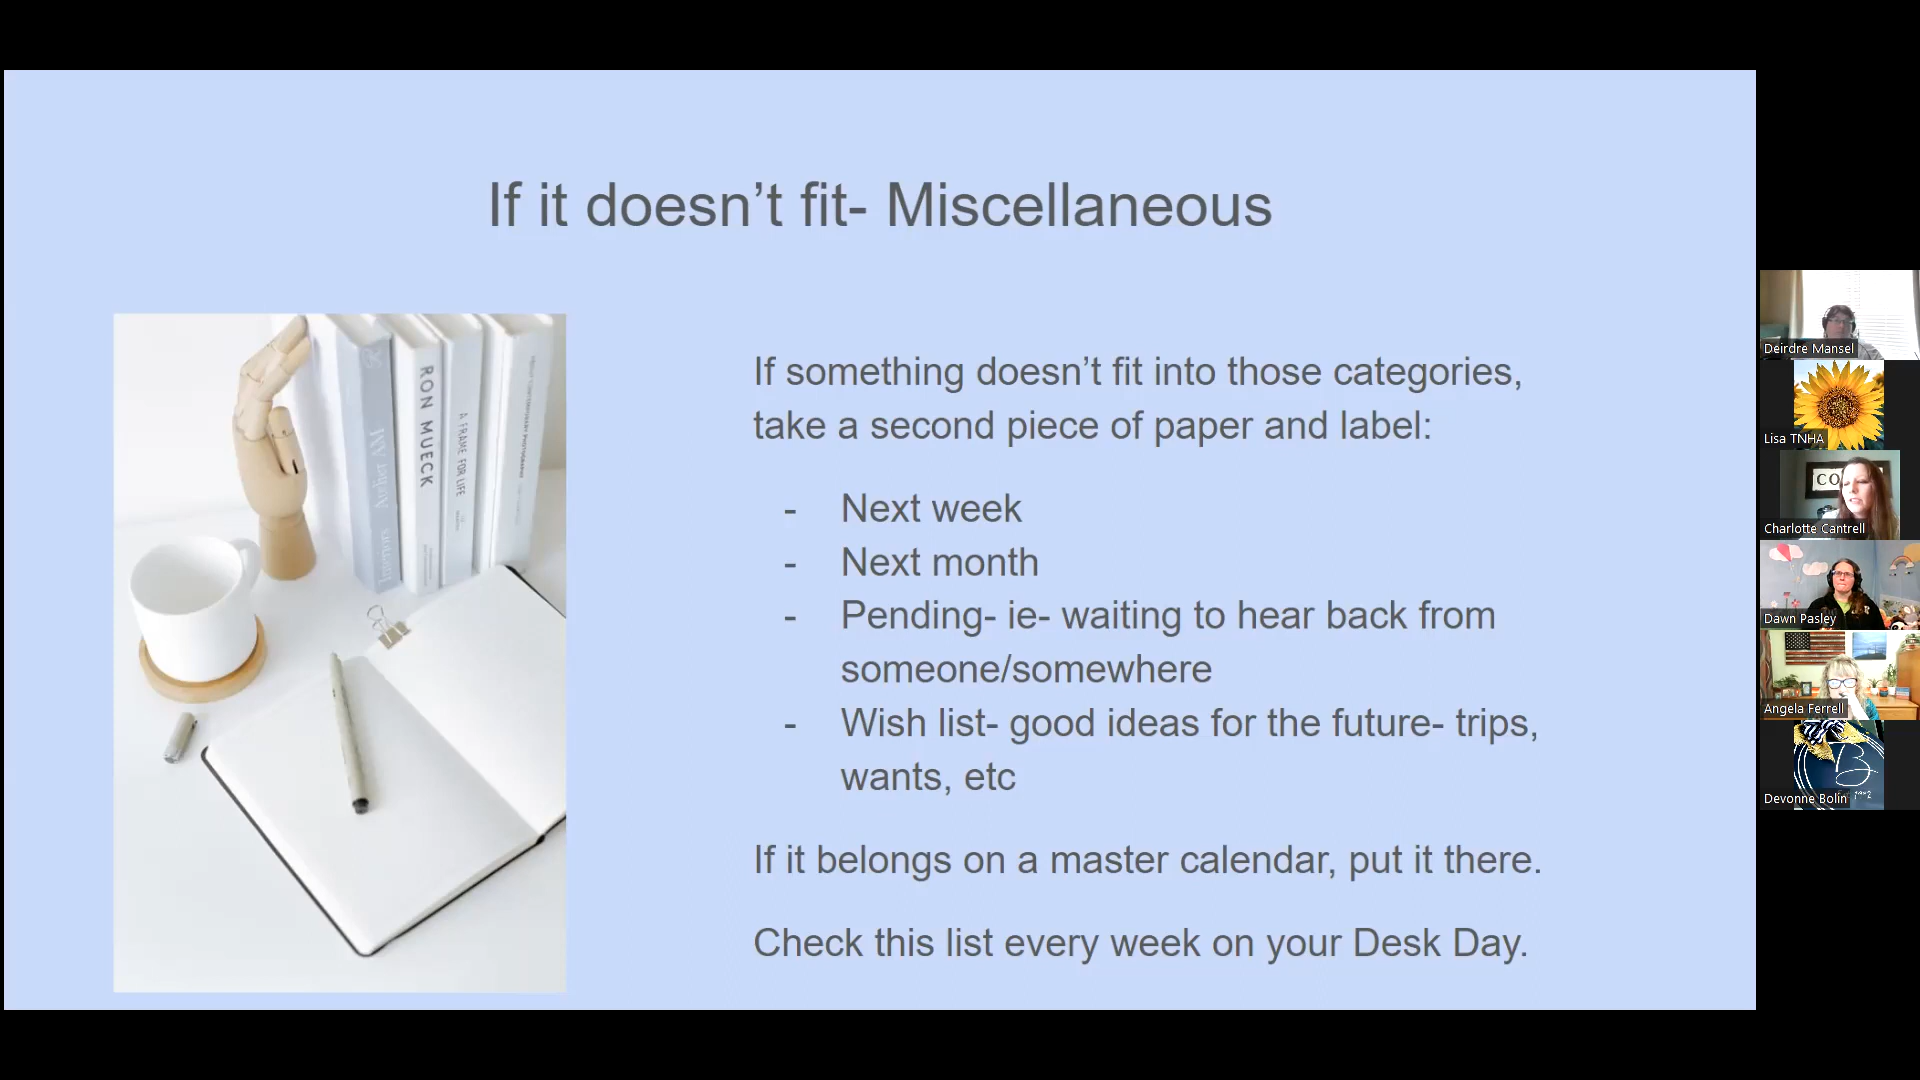 If it doesn’t fit- Miscellaneous
If something doesn’t fit into those categories,
take a second piece of paper and label:
- Next week
- Next month
- Pending- ie- waiting to hear back from
someone/somewhere
- Wish list- good ideas for the future- trips,
wants, etc
If it belongs on a master calendar, put it there.
Check this list every week on your Desk Day.
Interiors Atelier AM
RON MUECK
A FRAME FOR LIFE
Deirdre Mansel
Lisa TNHA
CO
Charlotte Cantrell
Dawn Pasley
Angela Ferrell
B
Devonne Bolin